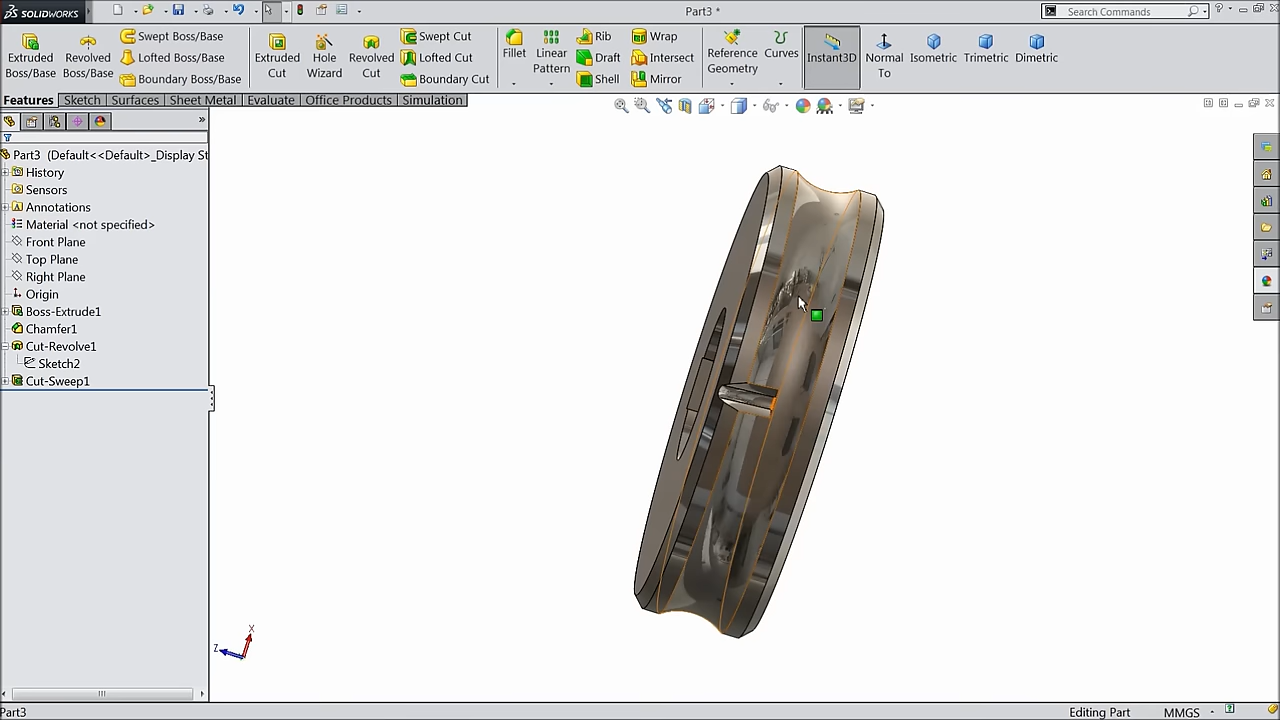 SOLIDWORKS
Part3 *
Search Commands
Extruded Boss/Base
Revolved Boss/Base
Swept Boss/Base
Lofted Boss/Base
Boundary Boss/Base
Extruded Cut
Hole Wizard
Revolved Cut
Swept Cut
Lofted Cut
Boundary Cut
Fillet
Linear Pattern
Rib
Draft
Shell
Wrap
Intersect
Mirror
Reference Geometry
Curves
Instant3D
Normal To
Isometric
Trimetric
Dimetric
Features
Sketch
Surfaces
Sheet Metal
Evaluate
Office Products
Simulation
Part3 (Default<<Default>_Display St
History
Sensors
Annotations
Material <not specified>
Front Plane
Top Plane
Right Plane
Origin
Boss-Extrude1
Chamfer1
Cut-Revolve1
Sketch2
Cut-Sweep1
X
Z
Part3
Editing Part
MMGS